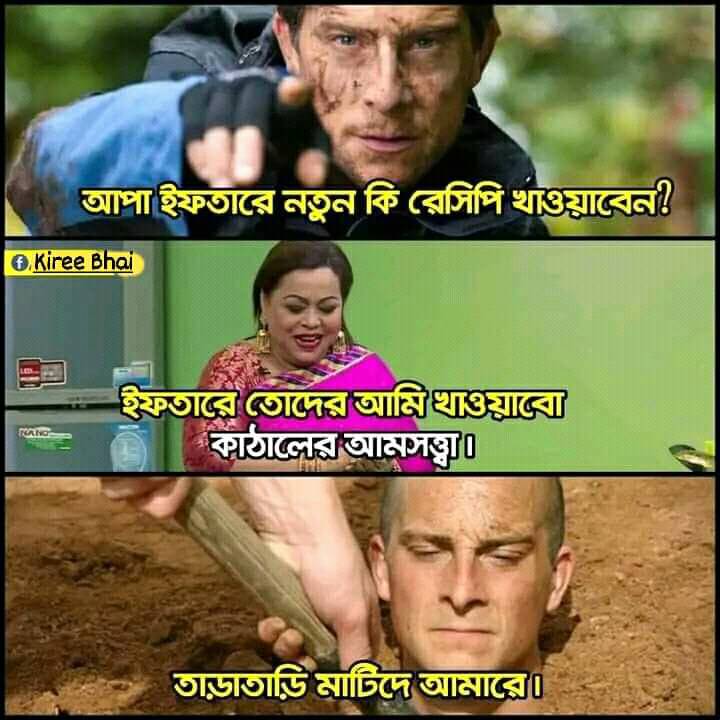 আপা ইফতারে নতুন কি রেসিপি খাওয়াবেন?
Kiree Bhai
ইফতারে তোদের আমি খাওয়াবো
কাঠালের আমসত্ত্বা।
তাড়াতাড়ি মাটিদে আমারে।